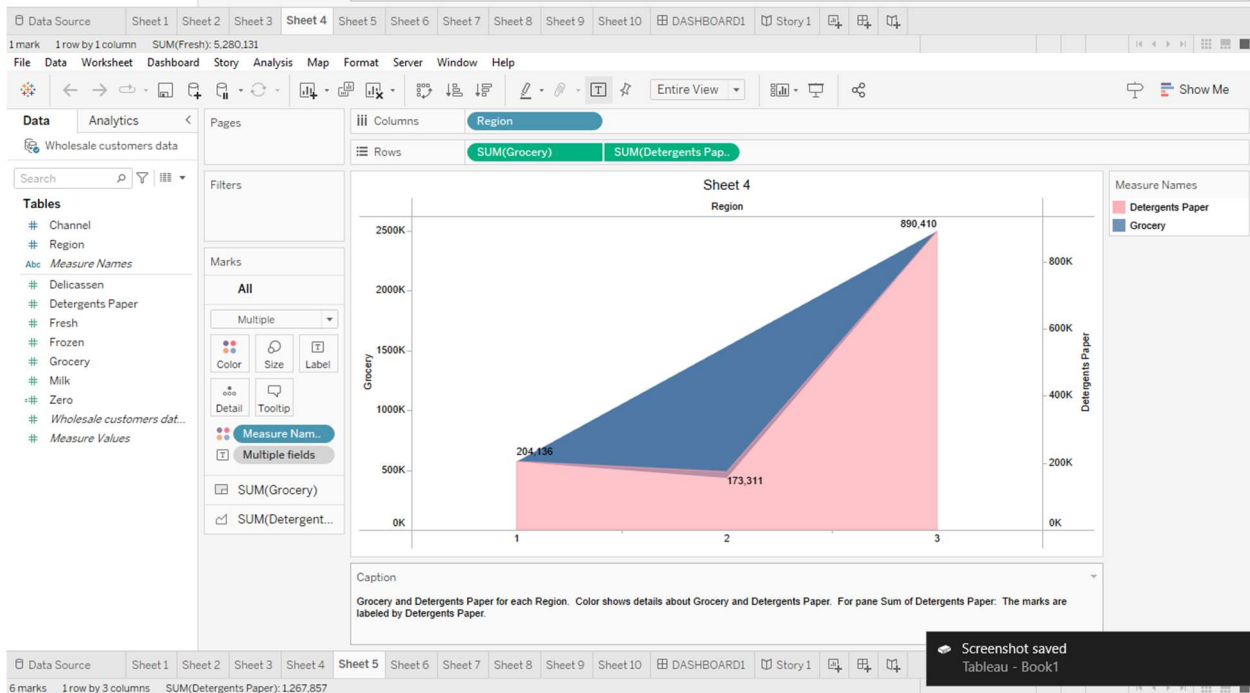 Data Source Sheet 1 Sheet 2 Sheet 3 Sheet 4 Sheet 5 Sheet 6 Sheet 7 Sheet 8 Sheet 9 Sheet 10 DASHBOARD1 Story 1
1 mark 1 row by 1 column SUM(Fresh): 5,280,131
File Data Worksheet Dashboard Story Analysis Map Format Server Window Help
Entire View
Show Me
Data Analytics
Wholesale customers data
Search
Tables
Channel
Region
Abc Measure Names
Delicassen
Detergents Paper
Fresh
Frozen
Grocery
Milk
Zero
Wholesale customers dat...
Measure Values
Pages
Filters
Marks
All
Multiple
Color Size Label
Detail Tooltip
Measure Nam..
Multiple fields
SUM(Grocery)
SUM(Detergent...
Columns Region
Rows SUM(Grocery) SUM(Detergents Pap..
Sheet 4
Region
2500K
2000K
1500K
1000K
500K
0K
Grocery
204,136
173,311
890,410
1 2 3
800K
600K
400K
200K
0K
Detergents Paper
Measure Names
Detergents Paper
Grocery
Caption
Grocery and Detergents Paper for each Region. Color shows details about Grocery and Detergents Paper. For pane Sum of Detergents Paper: The marks are
labeled by Detergents Paper.
Screenshot saved
Tableau - Book1
Data Source Sheet 1 Sheet 2 Sheet 3 Sheet 4 Sheet 5 Sheet 6 Sheet 7 Sheet 8 Sheet 9 Sheet 10 DASHBOARD1 Story 1
6 marks 1 row by 3 columns SUM(Detergents Paper): 1,267,857